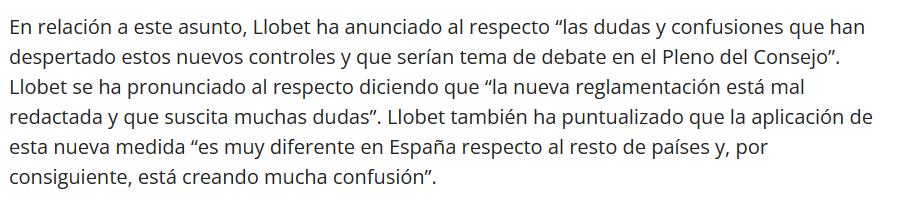 En relación a este asunto, Llobet ha anunciado al respecto “las dudas y confusiones que han
despertado estos nuevos controles y que serían tema de debate en el Pleno del Consejo”.
Llobet se ha pronunciado al respecto diciendo que “la nueva reglamentación está mal
redactada y que suscita muchas dudas”. Llobet también ha puntualizado que la aplicación de
esta nueva medida “es muy diferente en España respecto al resto de países y, por
consiguiente, está creando mucha confusión”.